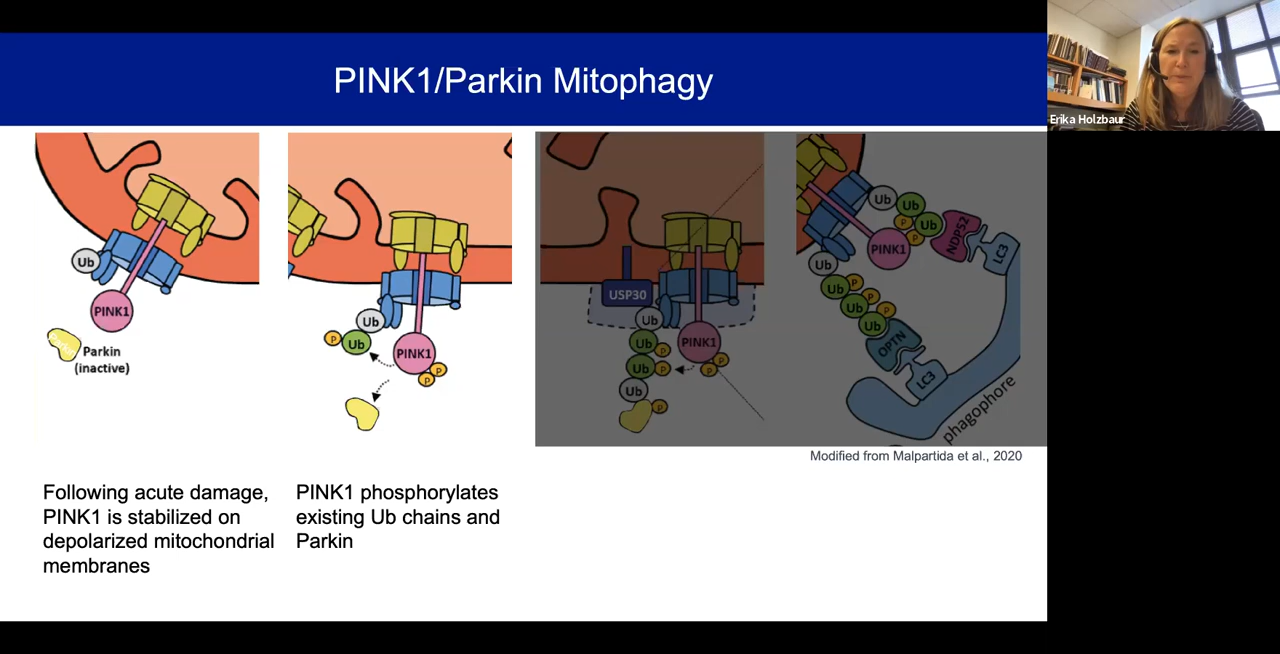 PINK1/Parkin Mitophagy
Erika Holzbaur
Ub
PINK1
Parkin
(inactive)
Ub
P
Ub
PINK1
P
P
USP30
Ub
Ub
P
PINK1
Ub
P
P
P
Ub
P
Ub
Ub
P
Ub
P
PINK1
NDP52
LC3
Ub
Ub
P
Ub
P
Ub
P
OPTN
LC3
phagophore
Modified from Malpartida et al., 2020
Following acute damage,
PINK1 is stabilized on
depolarized mitochondrial
membranes
PINK1 phosphorylates
existing Ub chains and
Parkin